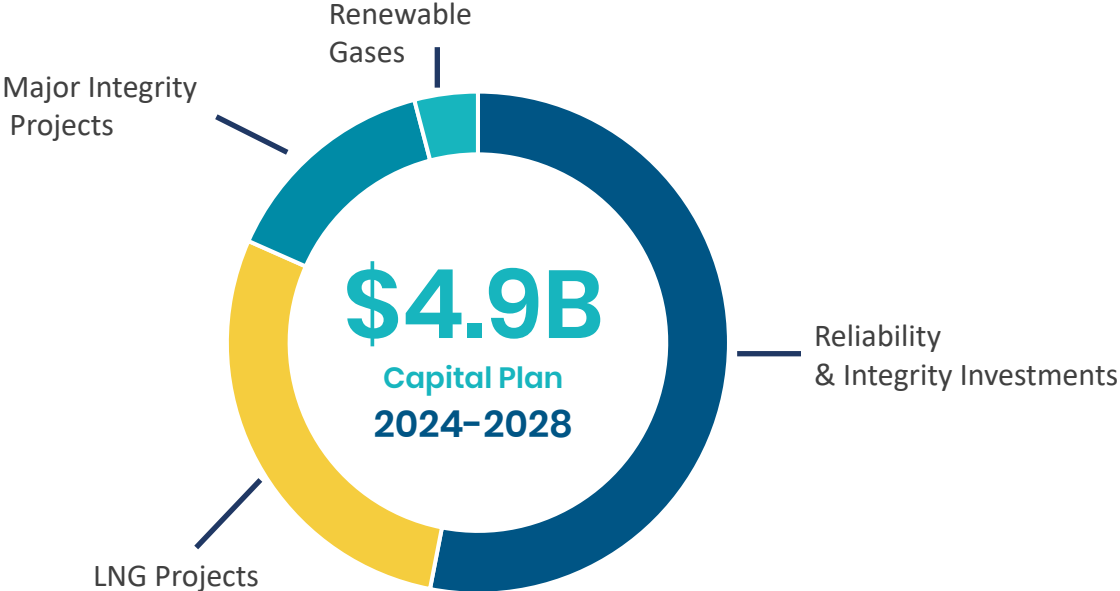 Renewable
Gases
Major Integrity
Projects
$4.9B
Capital Plan
2024–2028
Reliability
& Integrity Investments
LNG Projects